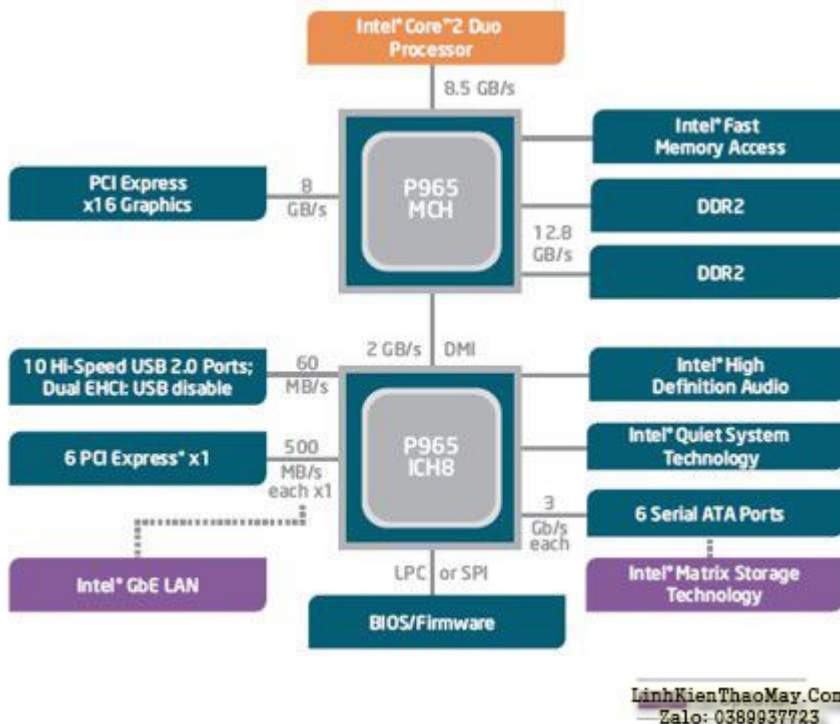 Intel® Core™2 Duo
Processor
8.5 GB/s
Intel® Fast
Memory Access
PCI Express
x16 Graphics
8
GB/s
P965
MCH
DDR2
12.8
GB/s
DDR2
2 GB/s DMI
10 Hi-Speed USB 2.0 Ports;
Dual EHCI: USB disable
60
MB/s
Intel® High
Definition Audio
6 PCI Express® x1
500
MB/s
each x1
P965
ICH8
Intel® Quiet System
Technology
3
Gb/s
each
6 Serial ATA Ports
Intel® GbE LAN
LPC or SPI
Intel® Matrix Storage
Technology
BIOS/Firmware
LinhKienThaoMay.Com
Zalo: 0389937723